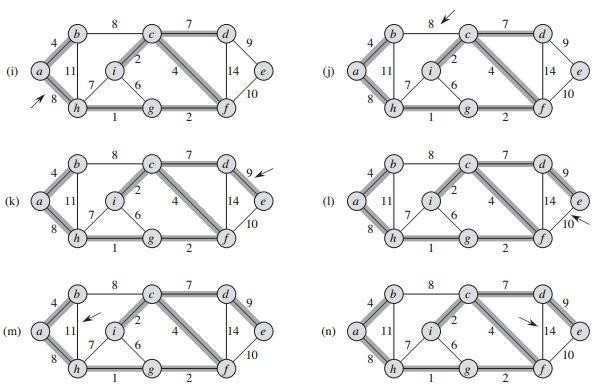 8 7 8 7
b c d b c d
4 9 4 9
2 2
(i) a 11 i 4 14 e (j) a 11 i 4 14 e
8 7 6 10 8 7 6 10
h g f h g f
1 2 1 2
8 7 8 7
b c d b c d
4 9 4 9
2 2
(k) a 11 i 4 14 e (l) a 11 i 4 14 e
8 7 6 10 8 7 6 10
h g f h g f
1 2 1 2
8 7 8 7
b c d b c d
4 9 4 9
2 2
(m) a 11 i 4 14 e (n) a 11 i 4 14 e
8 7 6 10 8 7 6 10
h g f h g f
1 2 1 2